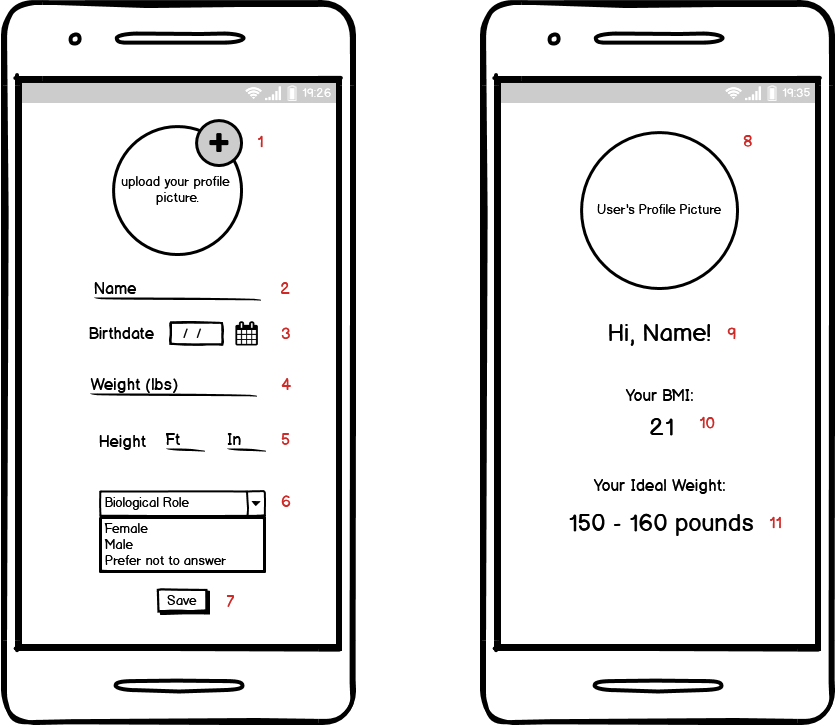 19:26
1
upload your profile
picture.
Name 2
Birthdate / / 3
Weight (lbs) 4
Height Ft In 5
Biological Role 6
Female
Male
Prefer not to answer
Save 7
19:35
8
User's Profile Picture
Hi, Name! 9
Your BMI:
21 10
Your Ideal Weight:
150 - 160 pounds 11